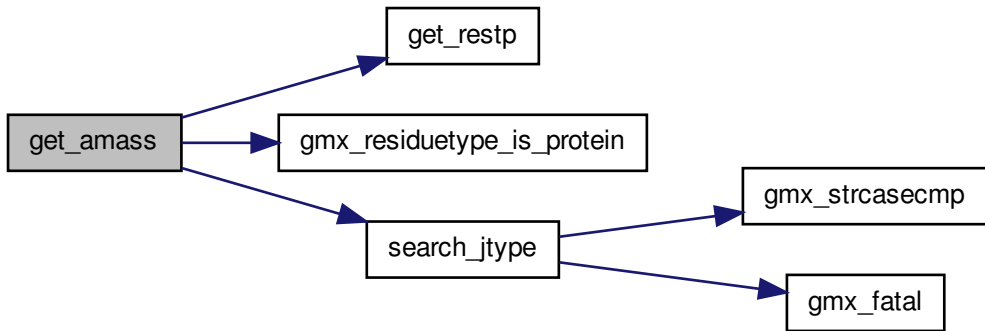 get_restp
get_amass
gmx_residuetype_is_protein
gmx_strcasecmp
search_jtype
gmx_fatal